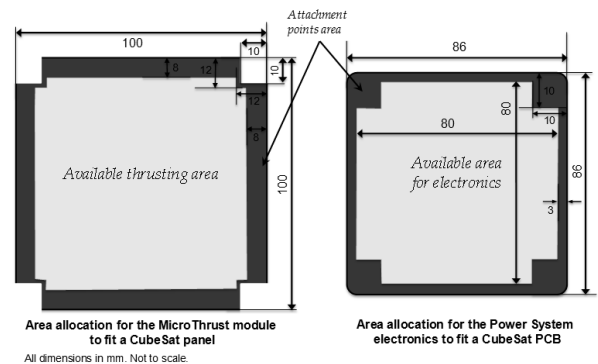 Attachment
points area
100
10
86
8
12
10
12
8
100
10
10
80
80
86
3
Available thrusting area
Available area
for electronics
Area allocation for the MicroThrust module
to fit a CubeSat panel
Area allocation for the Power System
electronics to fit a CubeSat PCB
All dimensions in mm. Not to scale.